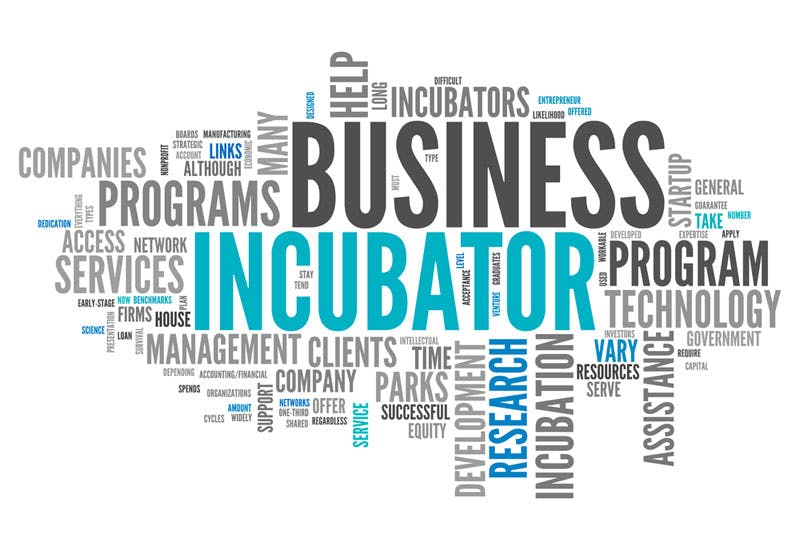 HELP
LONG
DIFFICULT
DESIGNED
INCUBATORS
ENTREPRENEUR
LIKELIHOOD
OFFERED
BOARDS
MANUFACTURING
STRATEGIC
LINKS
ECONOMIC
MANY
ACCOUNT
ALTHOUGH
NONPROFIT
COMPANIES
BUSINESS
TYPE
MUST
STARTUP
GENERAL
GUARANTEE
TAKE
NUMBER
PROGRAMS
EVERYTHING
TYPES
DEDICATION
ACCESS
NETWORK
SERVICES
INCUBATOR
STAY
TEND
ACCEPTANCE
LEVEL
VENTURE
GRADUATES
WORKABLE
USED
DEVELOPED
EXPERTISE
APPLY
PROGRAM
EARLY-STAGE
NOW
BENCHMARKS
PLAN
FIRMS
HOUSE
SCIENCE
PRESENTATION
LOAN
SURVIVAL
TECHNOLOGY
MANAGEMENT
CLIENTS
INTELLECTUAL
TIME
INVESTORS
VARY
GOVERNMENT
REQUIRE
RESOURCES
CAPITAL
SERVE
DEPENDING
ACCOUNTING/FINANCIAL
COMPANY
PARKS
SPENDS
ORGANIZATIONS
SUPPORT
AMOUNT
NETWORKS
OFFER
SUCCESSFUL
CYCLES
WIDELY
ONE-THIRD
SHARED
REGARDLESS
SERVICE
EQUITY
DEVELOPMENT
RESEARCH
INCUBATION
ASSISTANCE